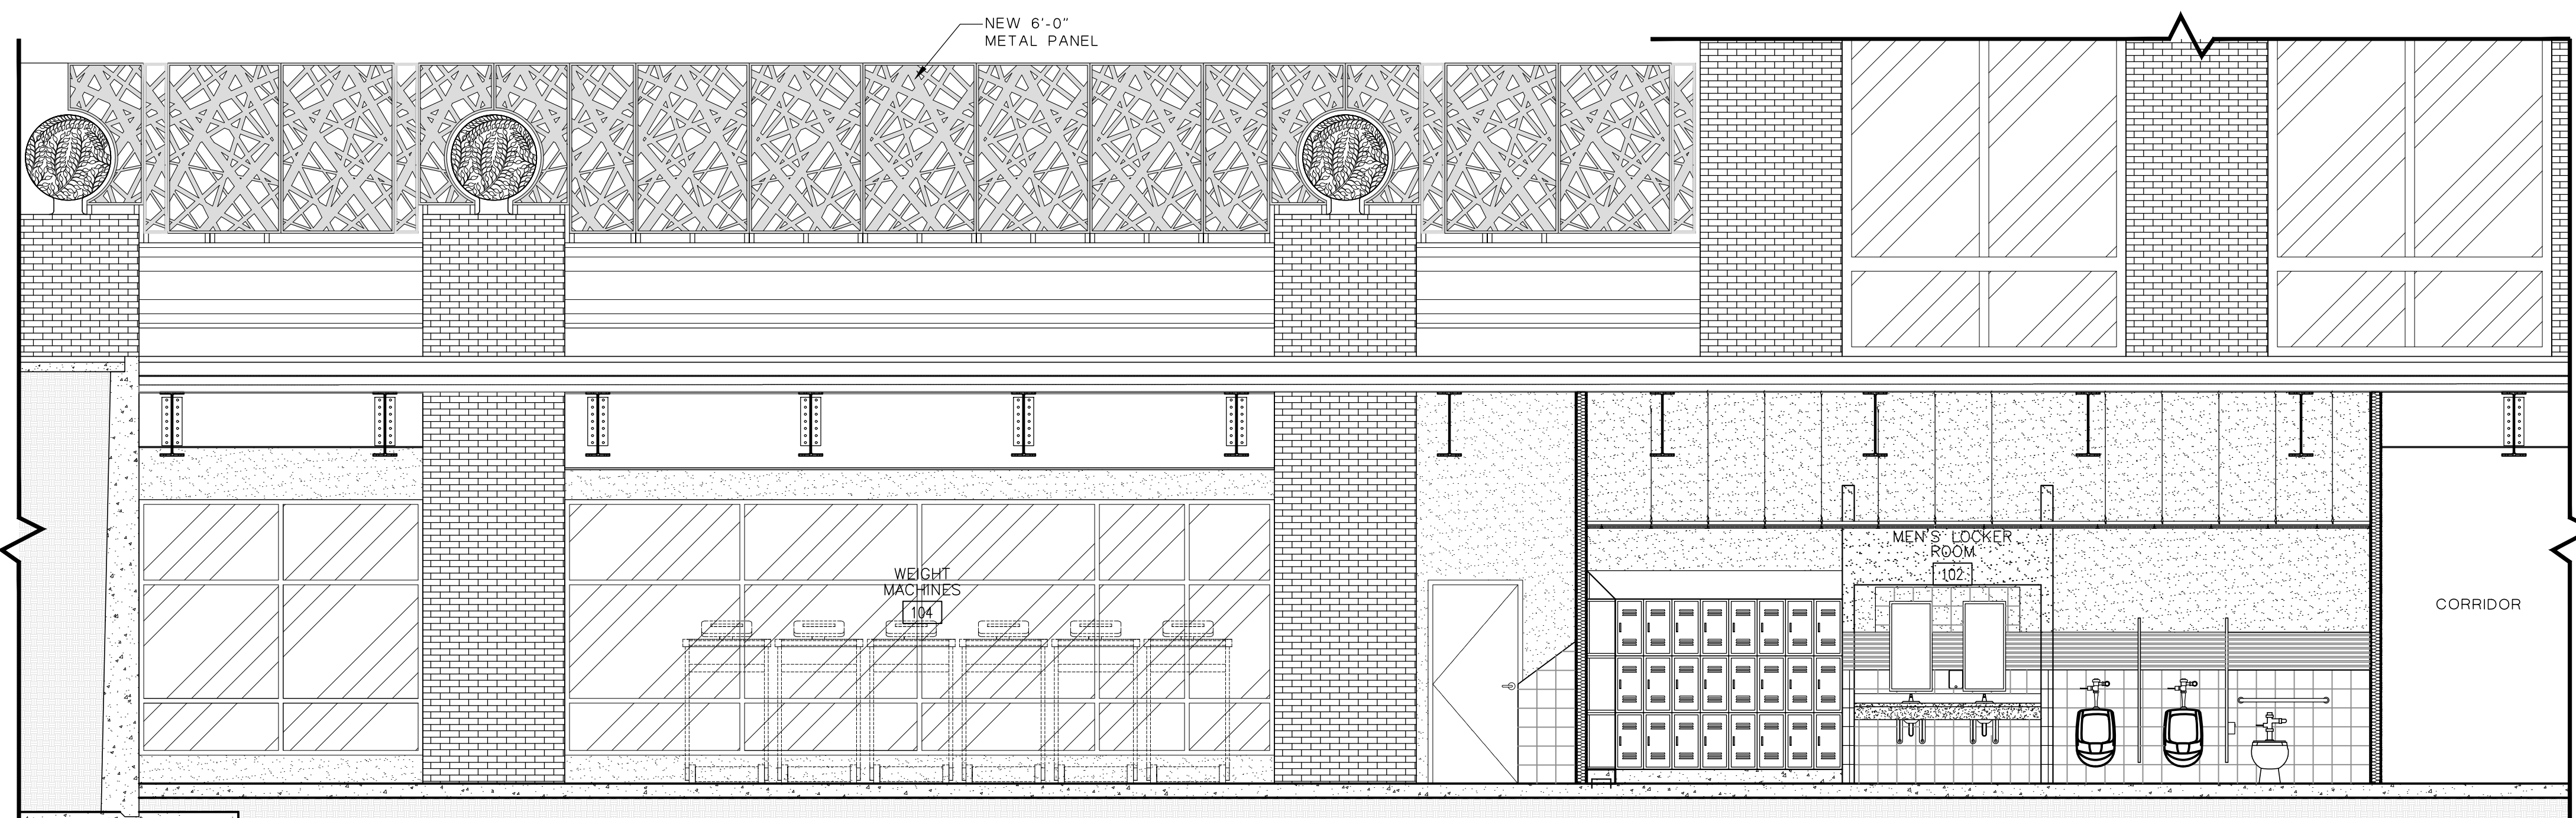 NEW 6'-0"
METAL PANEL
WEIGHT
MACHINES
104
MEN'S LOCKER
ROOM
102
CORRIDOR